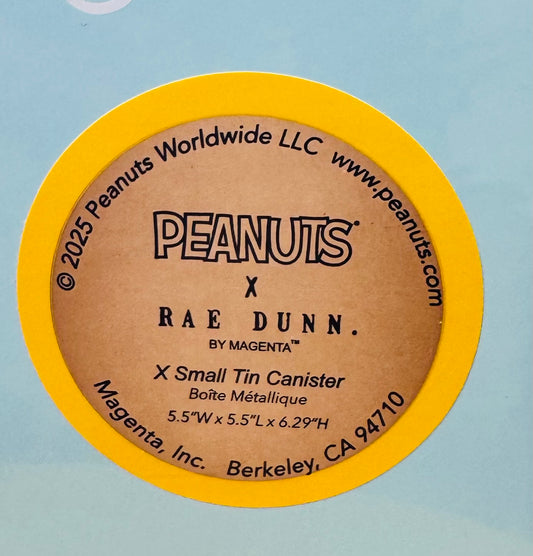 © 2025 Peanuts Worldwide LLC www.peanuts.com
PEANUTS®
X
RAE DUNN.
BY MAGENTA™
X Small Tin Canister
Boîte Métallique
5.5"W x 5.5"L x 6.29"H
Magenta, Inc. Berkeley, CA 94710